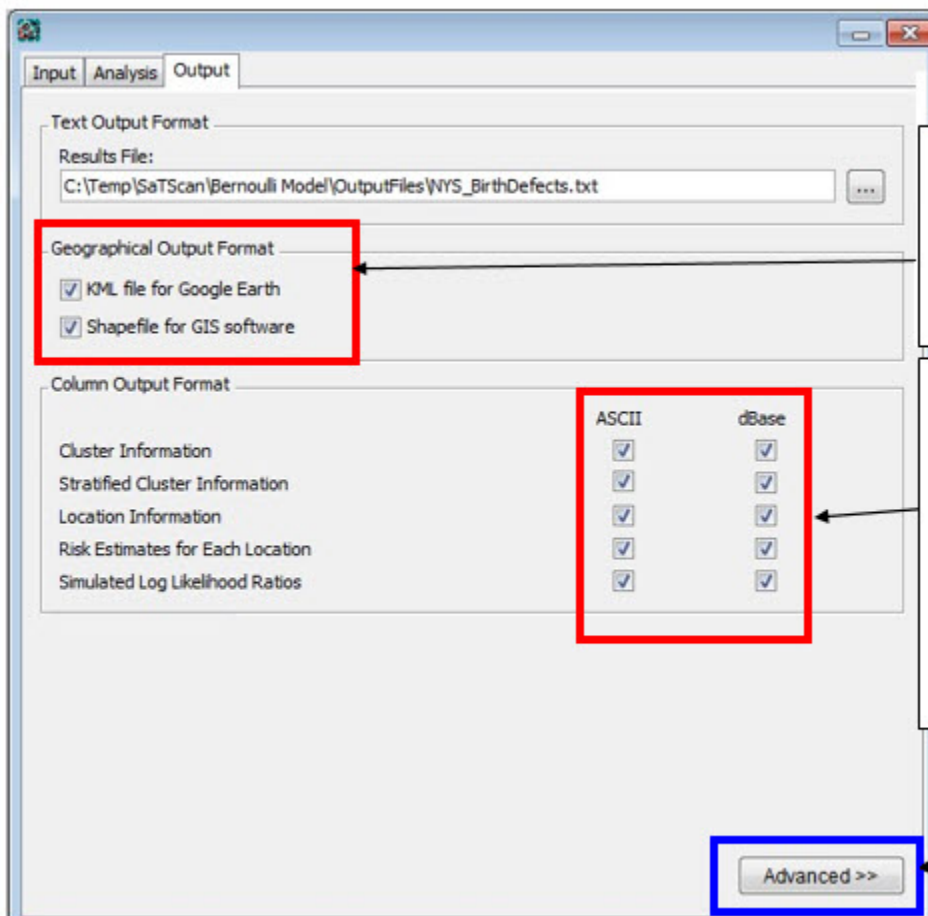 Input Analysis Output
Text Output Format
Results File:
C:\Temp\SaTScan\Bernoulli Model\OutputFiles\NYS_BirthDefects.txt ...
Geographical Output Format
KML file for Google Earth
Shapefile for GIS software
Column Output Format
ASCII dBase
Cluster Information
Stratified Cluster Information
Location Information
Risk Estimates for Each Location
Simulated Log Likelihood Ratios
Advanced >>